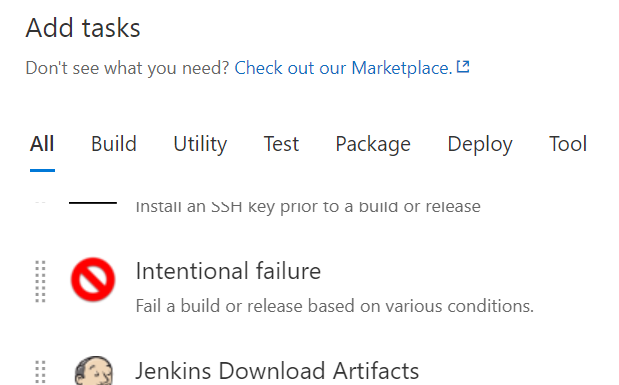 Add tasks
Don't see what you need? Check out our Marketplace.
All Build Utility Test Package Deploy Tool
Install an SSH key prior to a build or release
Intentional failure
Fail a build or release based on various conditions.
Jenkins Download Artifacts